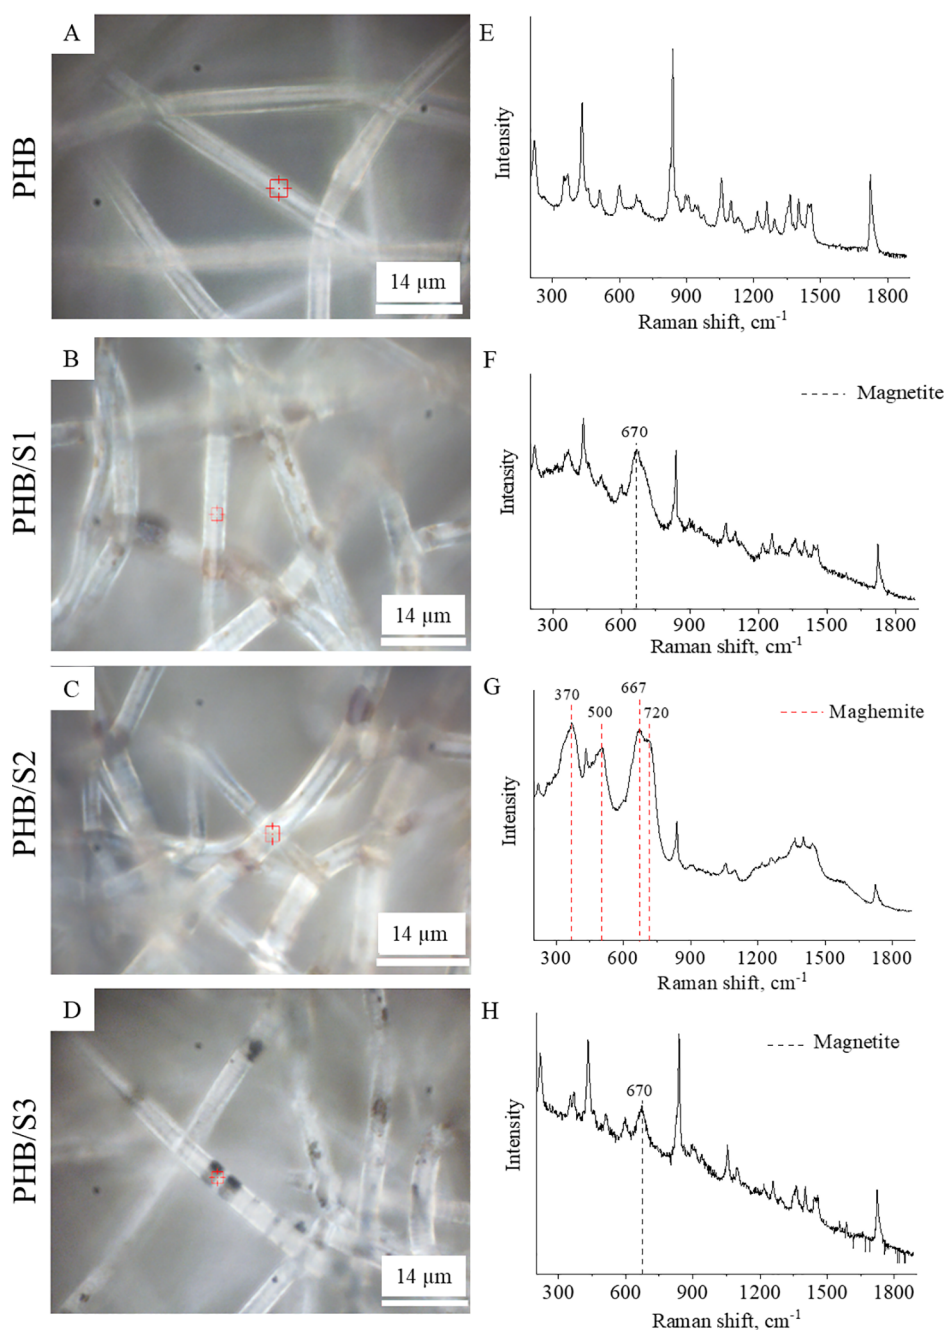 A
PHB
14 µm
E
Intensity
300 600 900 1200 1500 1800
Raman shift, cm-1
B
PHB/S1
14 µm
F
Magnetite
670
Intensity
300 600 900 1200 1500 1800
Raman shift, cm-1
C
PHB/S2
14 µm
G
370
500
667
720
Maghemite
Intensity
300 600 900 1200 1500 1800
Raman shift, cm-1
D
PHB/S3
14 µm
H
Magnetite
670
Intensity
300 600 900 1200 1500 1800
Raman shift, cm-1